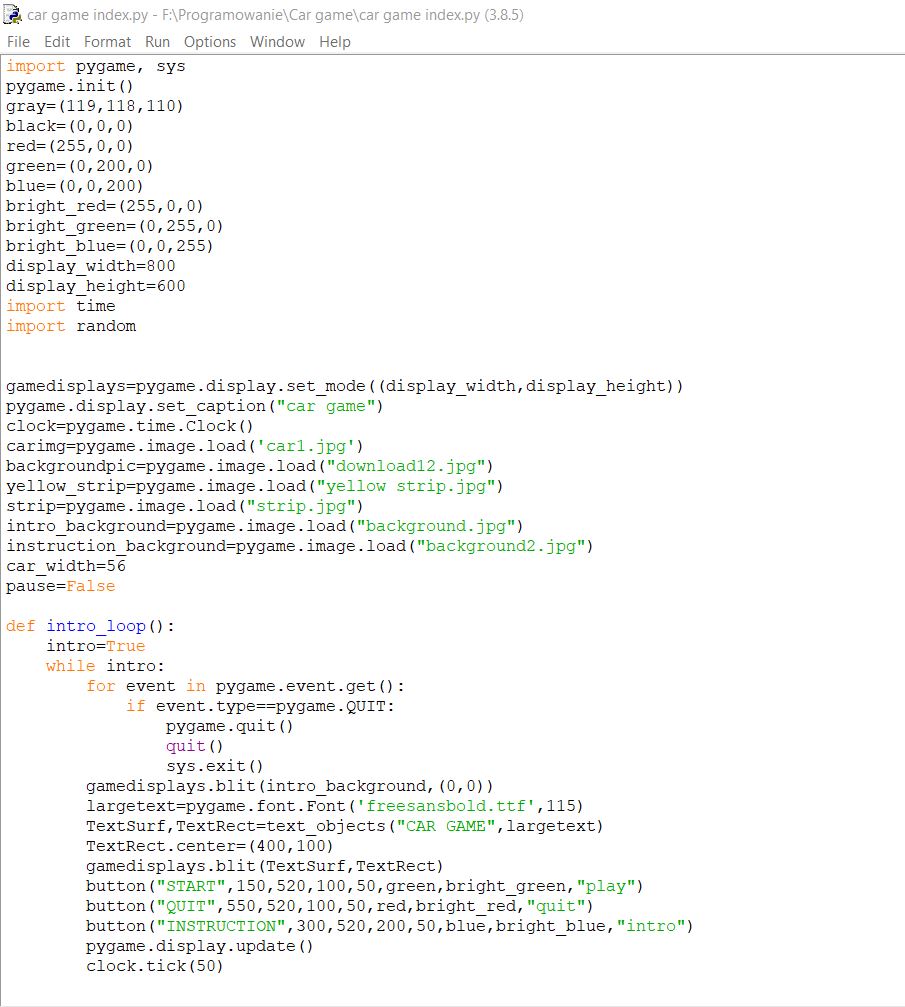 car game index.py - F:\Programowanie\Car game\car game index.py (3.8.5)
File Edit Format Run Options Window Help
import pygame, sys
pygame.init()
gray=(119,118,110)
black=(0,0,0)
red=(255,0,0)
green=(0,200,0)
blue=(0,0,200)
bright_red=(255,0,0)
bright_green=(0,255,0)
bright_blue=(0,0,255)
display_width=800
display_height=600
import time
import random
gamedisplays=pygame.display.set_mode((display_width,display_height))
pygame.display.set_caption("car game")
clock=pygame.time.Clock()
carimg=pygame.image.load('car1.jpg')
backgroundpic=pygame.image.load("download12.jpg")
yellow_strip=pygame.image.load("yellow strip.jpg")
strip=pygame.image.load("strip.jpg")
intro_background=pygame.image.load("background.jpg")
instruction_background=pygame.image.load("background2.jpg")
car_width=56
pause=False
def intro_loop():
    intro=True
    while intro:
        for event in pygame.event.get():
            if event.type==pygame.QUIT:
                pygame.quit()
                quit()
                sys.exit()
        gamedisplays.blit(intro_background,(0,0))
        largetext=pygame.font.Font('freesansbold.ttf',115)
        TextSurf,TextRect=text_objects("CAR GAME",largetext)
        TextRect.center=(400,100)
        gamedisplays.blit(TextSurf,TextRect)
        button("START",150,520,100,50,green,bright_green,"play")
        button("QUIT",550,520,100,50,red,bright_red,"quit")
        button("INSTRUCTION",300,520,200,50,blue,bright_blue,"intro")
        pygame.display.update()
        clock.tick(50)